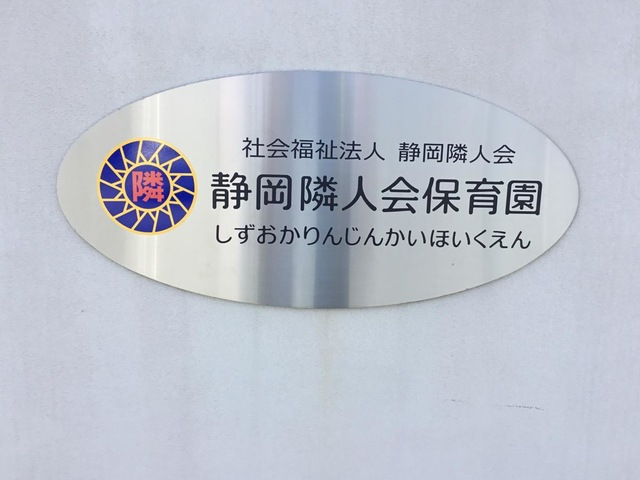 社会福祉法人 静岡隣人会
隣
静岡隣人会保育園
しずおかりんじんかいほいくえん